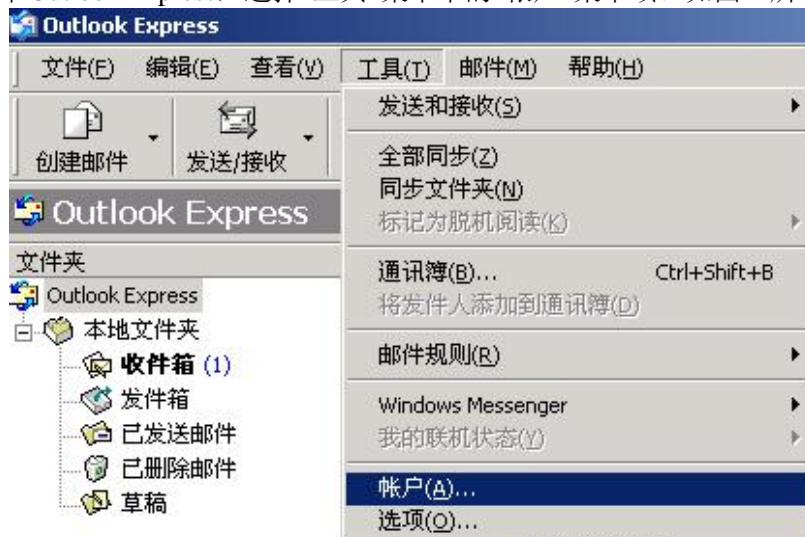 Outlook Express
文件(F) 编辑(E) 查看(V) 工具(T) 邮件(M) 帮助(H)
创建邮件 发送/接收
Outlook Express
文件夹
Outlook Express
本地文件夹
收件箱 (1)
发件箱
已发送邮件
已删除邮件
草稿
发送和接收(S)
全部同步(Z)
同步文件夹(N)
标记为脱机阅读(K)
通讯簿(B)... Ctrl+Shift+B
将发件人添加到通讯簿(D)
邮件规则(R)
Windows Messenger
我的联机状态(Y)
帐户(A)...
选项(O)...